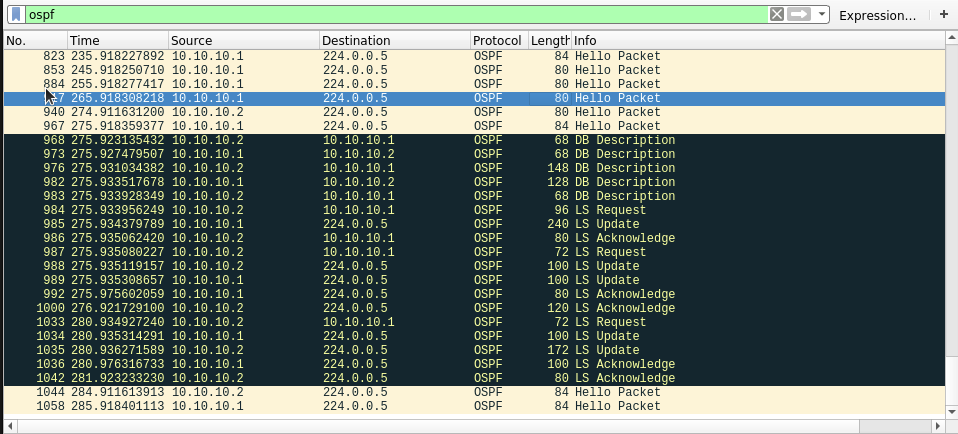 ospf Expression... +
No. Time Source Destination Protocol Length Info
823 235.918227892 10.10.10.1 224.0.0.5 OSPF 84 Hello Packet
853 245.918250710 10.10.10.1 224.0.0.5 OSPF 80 Hello Packet
884 255.918277417 10.10.10.1 224.0.0.5 OSPF 80 Hello Packet
265.918308218 10.10.10.1 224.0.0.5 OSPF 80 Hello Packet
940 274.911631200 10.10.10.2 224.0.0.5 OSPF 80 Hello Packet
967 275.918359377 10.10.10.1 224.0.0.5 OSPF 84 Hello Packet
968 275.923135432 10.10.10.2 10.10.10.1 OSPF 68 DB Description
973 275.927479507 10.10.10.1 10.10.10.2 OSPF 68 DB Description
976 275.931034382 10.10.10.2 10.10.10.1 OSPF 148 DB Description
982 275.933517678 10.10.10.1 10.10.10.2 OSPF 128 DB Description
983 275.933928349 10.10.10.2 10.10.10.1 OSPF 68 DB Description
984 275.933956249 10.10.10.2 10.10.10.1 OSPF 96 LS Request
985 275.934379789 10.10.10.1 224.0.0.5 OSPF 240 LS Update
986 275.935062420 10.10.10.2 10.10.10.1 OSPF 80 LS Acknowledge
987 275.935080227 10.10.10.2 10.10.10.1 OSPF 72 LS Request
988 275.935119157 10.10.10.2 224.0.0.5 OSPF 100 LS Update
989 275.935308657 10.10.10.1 224.0.0.5 OSPF 100 LS Update
992 275.975602059 10.10.10.1 224.0.0.5 OSPF 80 LS Acknowledge
1000 276.921729100 10.10.10.2 224.0.0.5 OSPF 120 LS Acknowledge
1033 280.934927240 10.10.10.2 10.10.10.1 OSPF 72 LS Request
1034 280.935314291 10.10.10.1 224.0.0.5 OSPF 100 LS Update
1035 280.936271589 10.10.10.2 224.0.0.5 OSPF 172 LS Update
1036 280.976316733 10.10.10.1 224.0.0.5 OSPF 100 LS Acknowledge
1042 281.923233230 10.10.10.2 224.0.0.5 OSPF 80 LS Acknowledge
1044 284.911613913 10.10.10.2 224.0.0.5 OSPF 84 Hello Packet
1058 285.918401113 10.10.10.1 224.0.0.5 OSPF 84 Hello Packet